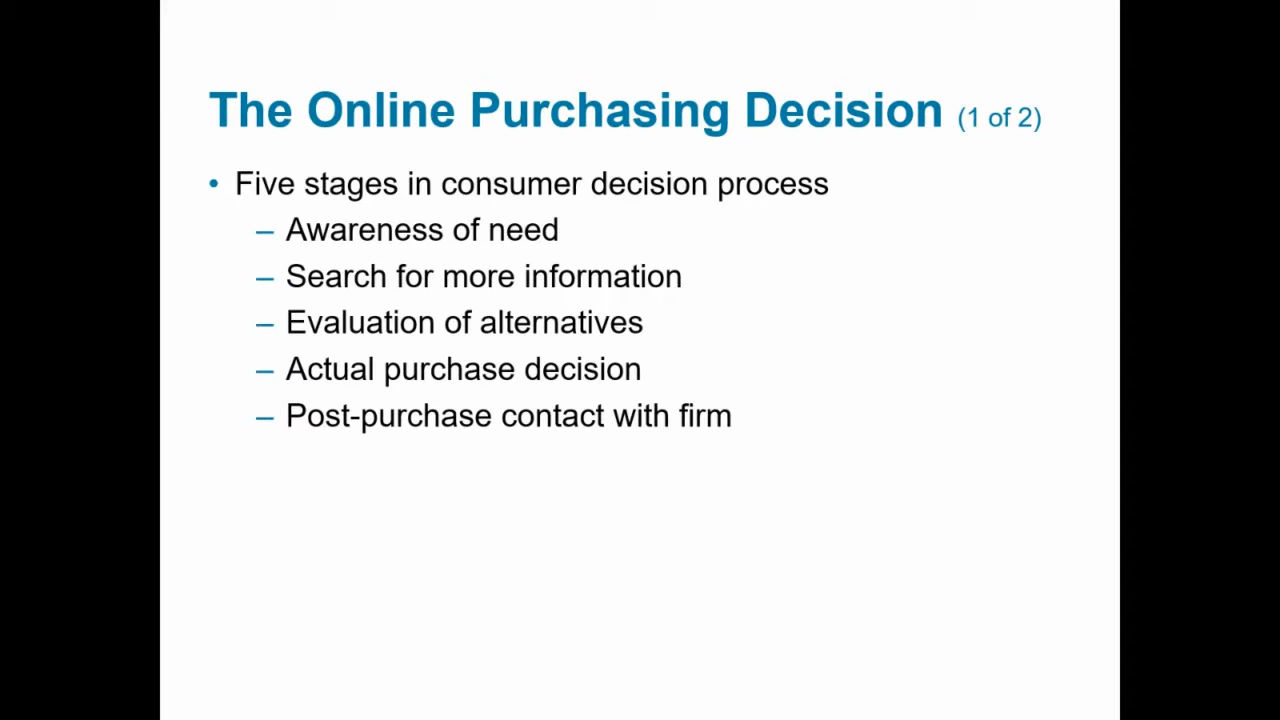 The Online Purchasing Decision (1 of 2)
• Five stages in consumer decision process
– Awareness of need
– Search for more information
– Evaluation of alternatives
– Actual purchase decision
– Post-purchase contact with firm